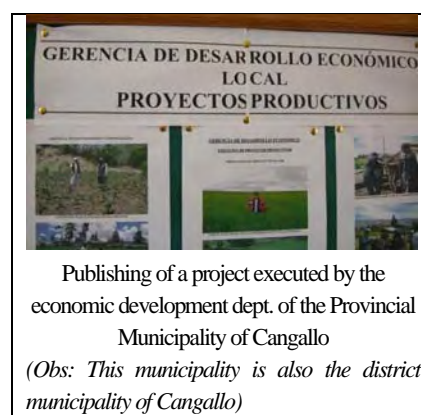 GERENCIA DE DESARROLLO ECONÓMICO
LOCAL
PROYECTOS PRODUCTIVOS
Publishing of a project executed by the
economic development dept. of the Provincial
Municipality of Cangallo
(Obs: This municipality is also the district
municipality of Cangallo)